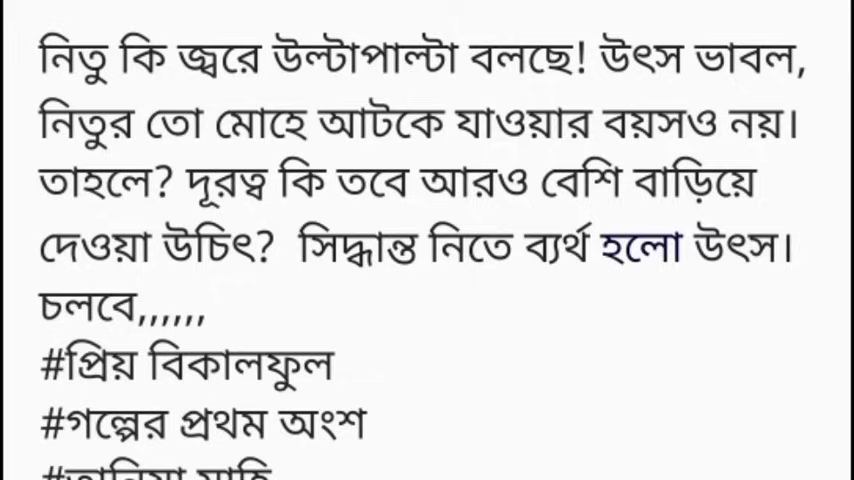 নিতু কি জ্বরে উল্টাপাল্টা বলছে! উৎস ভাবল,
নিতুর তো মোহে আটকে যাওয়ার বয়সও নয়।
তাহলে? দূরত্ব কি তবে আরও বেশি বাড়িয়ে
দেওয়া উচিৎ? সিদ্ধান্ত নিতে ব্যর্থ হলো উৎস।
চলবে,,,,,,
#প্রিয় বিকালফুল
#গল্পের প্রথম অংশ